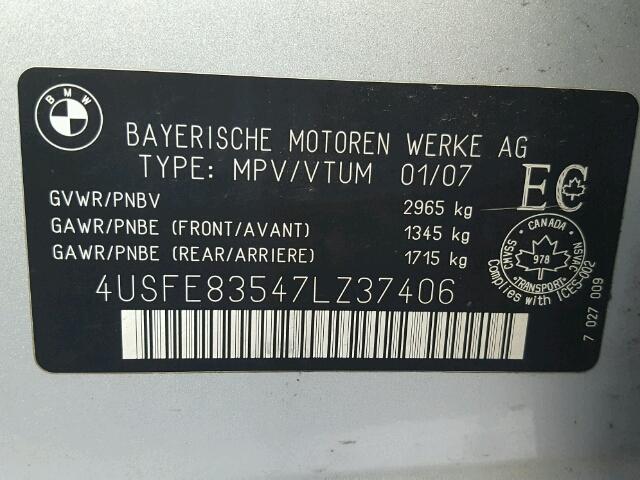 BMW
BAYERISCHE MOTOREN WERKE AG
TYPE: MPV/VTUM 01/07
EC
GVWR/PNBV 2965 kg
GAWR/PNBE (FRONT/AVANT) 1345 kg
GAWR/PNBE (REAR/ARRIERE) 1715 kg
CANADA
CMVSS
978
NSVAC
TRANSPORT
Complies with ICES-002
4USFE83547LZ37406
7 027 009